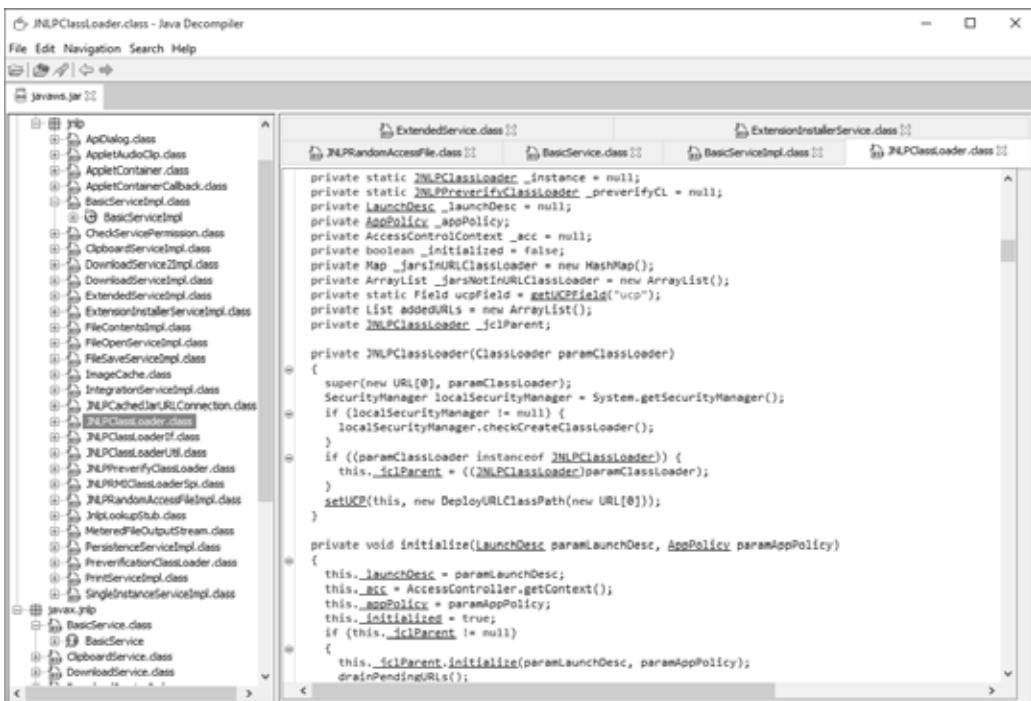 JNLPClassLoader.class - Java Decompiler
File Edit Navigation Search Help
javaws.jar
jnlp
ApiDialog.class
AppletAudioClip.class
AppletContainer.class
AppletContainerCallback.class
BasicServiceImpl.class
BasicServiceImpl
CheckServicePermission.class
ClipboardServiceImpl.class
DownloadService2Impl.class
DownloadServiceImpl.class
ExtendedServiceImpl.class
ExtensionInstallerServiceImpl.class
FileContentsImpl.class
FileOpenServiceImpl.class
FileSaveServiceImpl.class
ImageCache.class
IntegrationServiceImpl.class
JNLPCachedJarURLConnection.class
JNLPClassLoader.class
JNLPClassLoaderIf.class
JNLPClassLoaderUtil.class
JNLPPreverifyClassLoader.class
JNLPRMIClassLoaderSpi.class
JNLPRandomAccessFileImpl.class
JnlpLookupStub.class
MeteredFileOutputStream.class
PersistenceServiceImpl.class
PreverificationClassLoader.class
PrintServiceImpl.class
SingleInstanceServiceImpl.class
javax.jnlp
BasicService.class
BasicService
ClipboardService.class
DownloadService.class
ExtendedService.class ExtensionInstallerService.class
JNLPRandomAccessFile.class BasicService.class BasicServiceImpl.class JNLPClassLoader.class
private static JNLPClassLoader _instance = null;
private static JNLPPreverifyClassLoader _preverifyCL = null;
private LaunchDesc _launchDesc = null;
private AppPolicy _appPolicy;
private AccessControlContext _acc = null;
private boolean _initialized = false;
private Map _jarsInURLClassLoader = new HashMap();
private ArrayList _jarsNotInURLClassLoader = new ArrayList();
private static Field ucpField = getUCPField("ucp");
private List addedURLs = new ArrayList();
private JNLPClassLoader _jclParent;
private JNLPClassLoader(ClassLoader paramClassLoader)
{
super(new URL[0], paramClassLoader);
SecurityManager localSecurityManager = System.getSecurityManager();
if (localSecurityManager != null) {
localSecurityManager.checkCreateClassLoader();
}
if ((paramClassLoader instanceof JNLPClassLoader)) {
this._jclParent = ((JNLPClassLoader)paramClassLoader);
}
setUCP(this, new DeployURLClassPath(new URL[0]));
}
private void initialize(LaunchDesc paramLaunchDesc, AppPolicy paramAppPolicy)
{
this._launchDesc = paramLaunchDesc;
this._acc = AccessController.getContext();
this._appPolicy = paramAppPolicy;
this._initialized = true;
if (this._jclParent != null)
{
this._jclParent.initialize(paramLaunchDesc, paramAppPolicy);
drainPendingURLs();